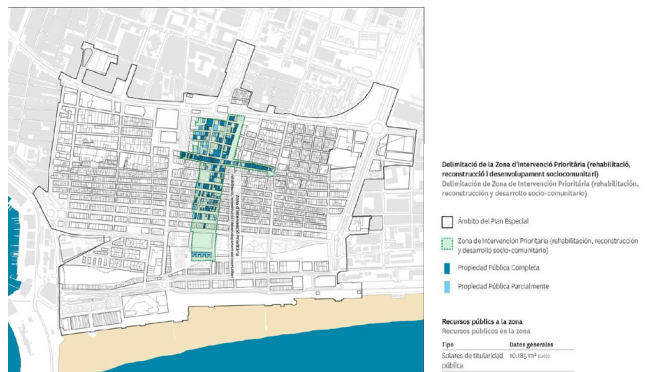 Delimitació de la Zona d'Intervenció Prioritària (rehabilitació,
reconstrucció i desenvolupament sociocomunitari)
Delimitación de Zona de Intervención Prioritaria (rehabilitación,
reconstrucción y desarrollo socio-comunitario)
Ámbito del Plan Especial
Zona de Intervención Prioritaria (rehabilitación, reconstrucción
y desarrollo socio-comunitario)
Propiedad Pública Completa
Propiedad Pública Parcialmente
Recursos públics a la zona
Recursos públicos en la zona
Tipo Datos generales
Solares de titularidad 10.185 m²
pública